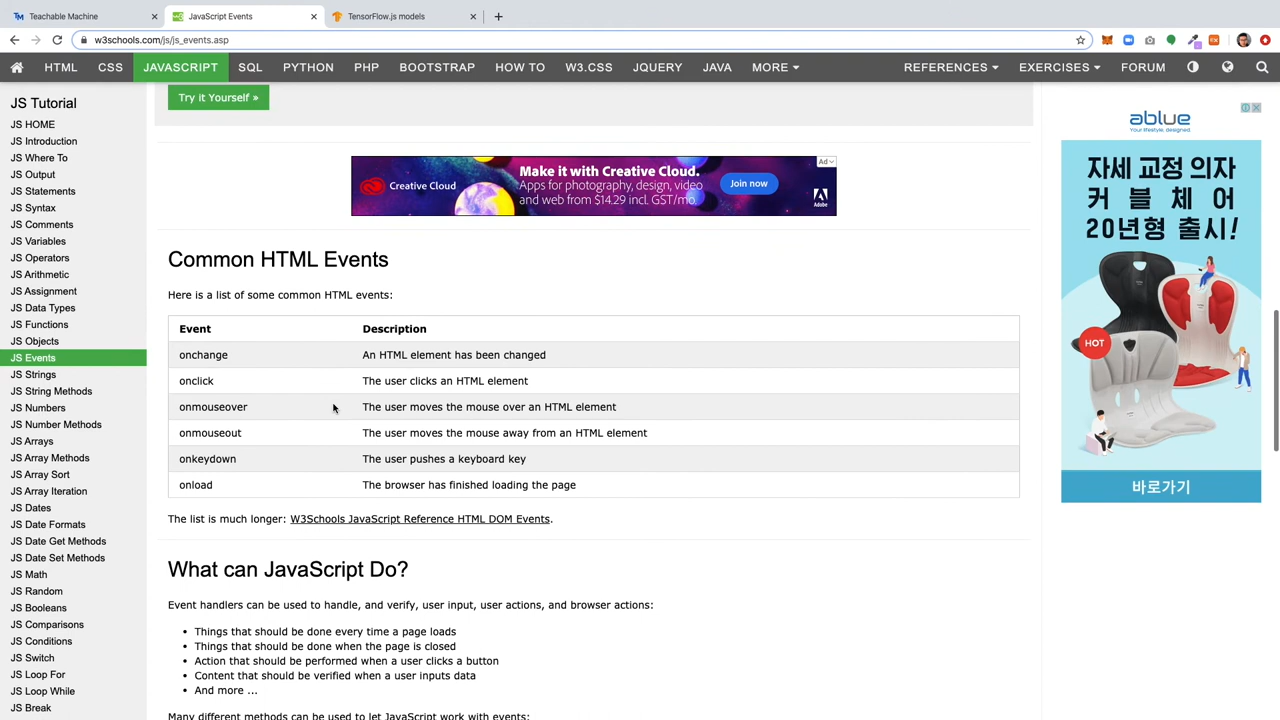 Teachable Machine
JavaScript Events
TensorFlow.js models
w3schools.com/js/js_events.asp
HTML
CSS
JAVASCRIPT
SQL
PYTHON
PHP
BOOTSTRAP
HOW TO
W3.CSS
JQUERY
JAVA
MORE
REFERENCES
EXERCISES
FORUM
JS Tutorial
JS HOME
JS Introduction
JS Where To
JS Output
JS Statements
JS Syntax
JS Comments
JS Variables
JS Operators
JS Arithmetic
JS Assignment
JS Data Types
JS Functions
JS Objects
JS Events
JS Strings
JS String Methods
JS Numbers
JS Number Methods
JS Arrays
JS Array Methods
JS Array Sort
JS Array Iteration
JS Dates
JS Date Formats
JS Date Get Methods
JS Date Set Methods
JS Math
JS Random
JS Booleans
JS Comparisons
JS Conditions
JS Switch
JS Loop For
JS Loop While
JS Break
Try it Yourself »
Creative Cloud
Make it with Creative Cloud.
Apps for photography, design, video
and web from $14.29 incl. GST/mo.
Join now
Ad
Adobe
Common HTML Events
Here is a list of some common HTML events:
Event Description
onchange An HTML element has been changed
onclick The user clicks an HTML element
onmouseover The user moves the mouse over an HTML element
onmouseout The user moves the mouse away from an HTML element
onkeydown The user pushes a keyboard key
onload The browser has finished loading the page
The list is much longer: W3Schools JavaScript Reference HTML DOM Events.
What can JavaScript Do?
Event handlers can be used to handle, and verify, user input, user actions, and browser actions:
• Things that should be done every time a page loads
• Things that should be done when the page is closed
• Action that should be performed when a user clicks a button
• Content that should be verified when a user inputs data
• And more ...
Many different methods can be used to let JavaScript work with events:
ablue
Your lifestyle, designed.
자세 교정 의자
커 블 체 어
20년형 출시!
HOT
바로가기